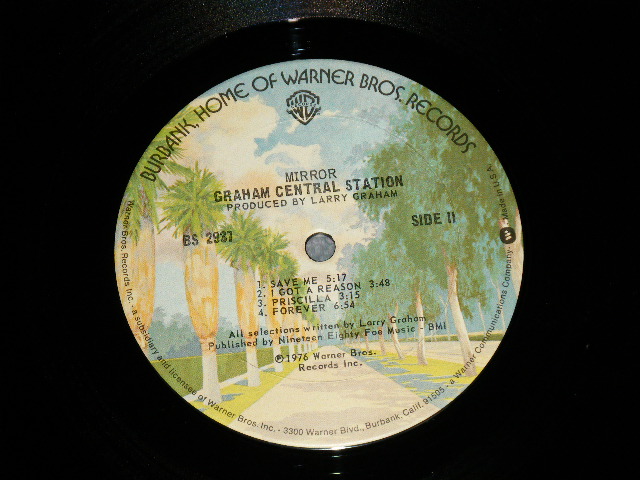 BURBANK, HOME OF WARNER BROS. RECORDS
MIRROR
GRAHAM CENTRAL STATION
PRODUCED BY LARRY GRAHAM
BS 2937
SIDE II
1. SAVE ME 5:17
2. I GOT A REASON 3:48
3. PRISCILLA 3:15
4. FOREVER 6:54
All selections written by Larry Graham
Published by Nineteen Eighty Foe Music - BMI
℗1976 Warner Bros.
Records Inc.
Warner Bros. Records Inc. - a subsidiary and licensee of Warner Bros. Inc. - 3300 Warner Blvd., Burbank, Calif. 91505 - a Warner Communications Company - Made in U.S.A.